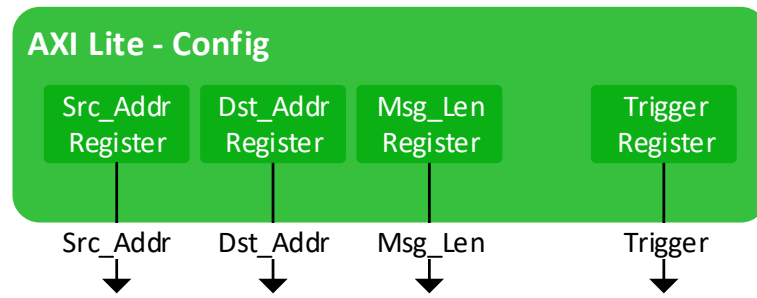 AXI Lite - Config
Src_Addr Register
Dst_Addr Register
Msg_Len Register
Trigger Register
Src_Addr
Dst_Addr
Msg_Len
Trigger